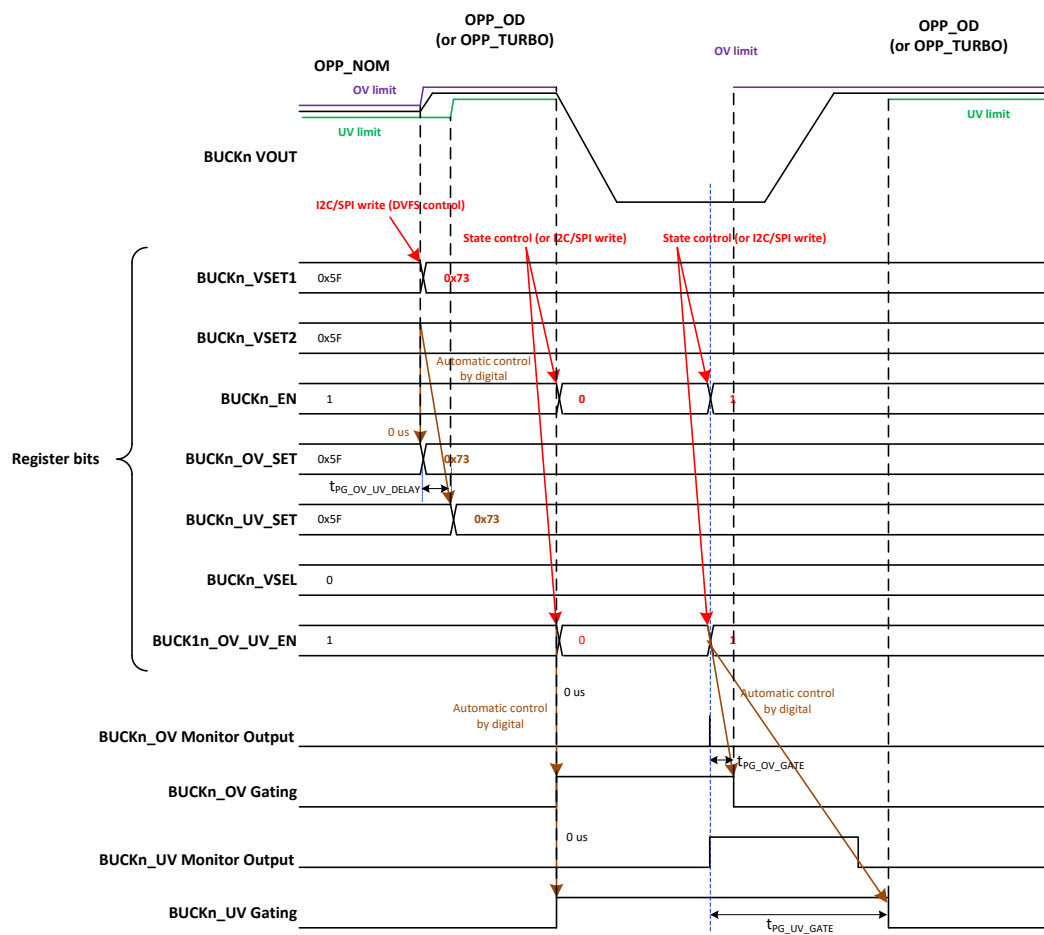 OPP_OD
(or OPP_TURBO)
OPP_OD
(or OPP_TURBO)
OV limit
OPP_NOM
OV limit
UV limit
UV limit
BUCKn VOUT
I2C/SPI write (DVFS control)
State control (or I2C/SPI write)
State control (or I2C/SPI write)
BUCKn_VSET1
0x5F
0x73
BUCKn_VSET2
0x5F
Automatic control
by digital
BUCKn_EN
1
0
1
0 us
Register bits
BUCKn_OV_SET
0x5F
0x73
tPG_OV_UV_DELAY
BUCKn_UV_SET
0x5F
0x73
BUCKn_VSEL
0
BUCK1n_OV_UV_EN
1
0
1
0 us
Automatic control
by digital
Automatic control
by digital
BUCKn_OV Monitor Output
tPG_OV_GATE
BUCKn_OV Gating
0 us
BUCKn_UV Monitor Output
BUCKn_UV Gating
tPG_UV_GATE